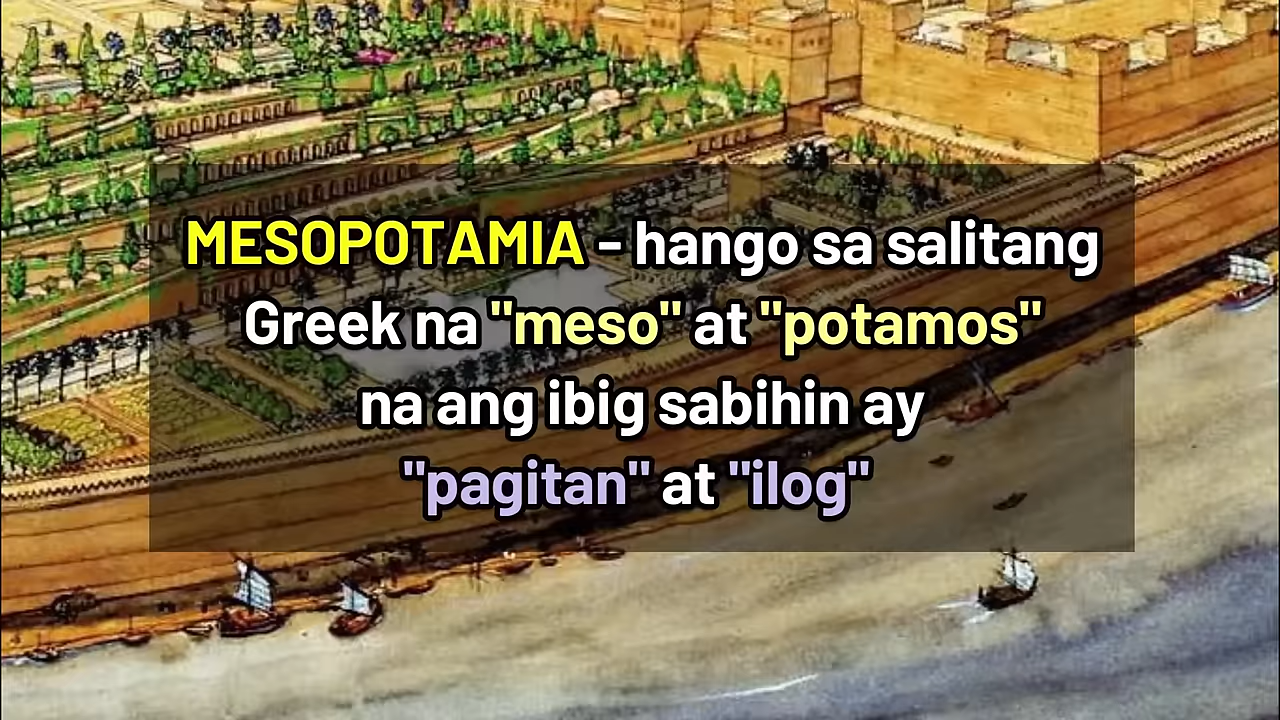 MESOPOTAMIA - hango sa salitang
Greek na "meso" at "potamos"
na ang ibig sabihin ay
"pagitan" at "ilog"